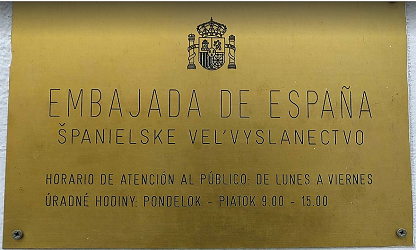 EMBAJADA DE ESPAÑA
ŠPANIELSKE VEĽVYSLANECTVO
HORARIO DE ATENCIÓN AL PÚBLICO: DE LUNES A VIERNES
ÚRADNÉ HODINY: PONDELOK - PIATOK 9.00 - 15.00